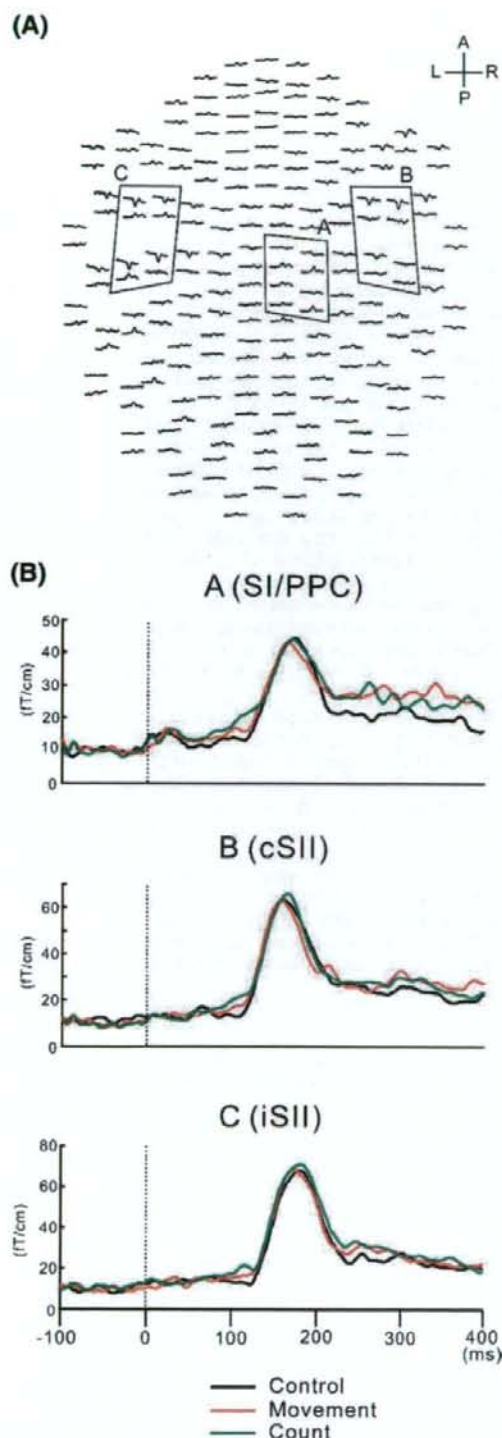 (A)
A
L R
P
C
B
A
(B)
A (SI/PPC)
50
40
30
20
10
0
(fT/cm)
B (cSII)
60
40
20
0
(fT/cm)
C (iSII)
80
60
40
20
0
(fT/cm)
-100 0 100 200 300 400
(ms)
Control
Movement
Count